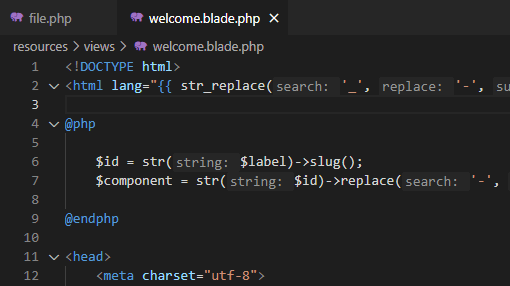 file.php welcome.blade.php ×
resources > views > welcome.blade.php
1 <!DOCTYPE html>
2 <html lang="{{ str_replace(search: '_', replace: '-', su
3
4 @php
5
6 $id = str(string: $label)->slug();
7 $component = str(string: $id)->replace(search: '-',
8
9 @endphp
10
11 <head>
12 <meta charset="utf-8">